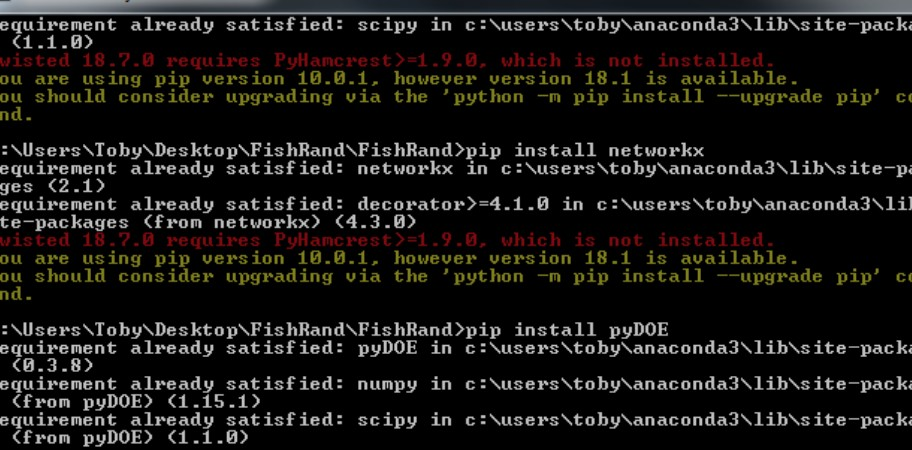 equirement already satisfied: scipy in c:\users\toby\anaconda3\lib\site-packa
(1.1.0)
wisted 18.7.0 requires PyHamcrest>=1.9.0, which is not installed.
ou are using pip version 10.0.1, however version 18.1 is available.
ou should consider upgrading via the 'python -m pip install --upgrade pip' co
nd.
:\Users\Toby\Desktop\FishRand\FishRand>pip install networkx
equirement already satisfied: networkx in c:\users\toby\anaconda3\lib\site-pa
ges (2.1)
equirement already satisfied: decorator>=4.1.0 in c:\users\toby\anaconda3\lib
te-packages (from networkx) (4.3.0)
wisted 18.7.0 requires PyHamcrest>=1.9.0, which is not installed.
ou are using pip version 10.0.1, however version 18.1 is available.
ou should consider upgrading via the 'python -m pip install --upgrade pip' co
nd.
:\Users\Toby\Desktop\FishRand\FishRand>pip install pyDOE
equirement already satisfied: pyDOE in c:\users\toby\anaconda3\lib\site-packa
(0.3.8)
equirement already satisfied: numpy in c:\users\toby\anaconda3\lib\site-packa
(from pyDOE) (1.15.1)
equirement already satisfied: scipy in c:\users\toby\anaconda3\lib\site-packa
(from pyDOE) (1.1.0)